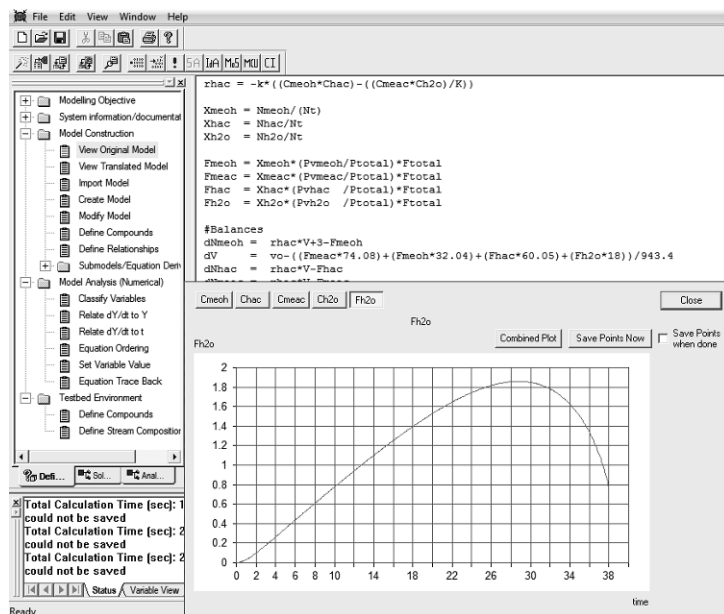 File Edit View Window Help
SA IdA MoS MCU CI
Modelling Objective
System information/documentat
Model Construction
View Original Model
View Translated Model
Import Model
Create Model
Modify Model
Define Compounds
Define Relationships
Submodels/Equation Deriv
Model Analysis (Numerical)
Classify Variables
Relate dY/dt to Y
Relate dY/dt to t
Equation Ordering
Set Variable Value
Equation Trace Back
Testbed Environment
Define Compounds
Define Stream Composition
Defi... Sol... Anal...
Total Calculation Time (sec): 1
could not be saved
Total Calculation Time (sec): 2
could not be saved
Total Calculation Time (sec): 2
could not be saved
Status Variable View
Ready
rhac = -k*((Cmeoh*Chac)-((Cmeac*Ch2o)/K))
Xmeoh = Nmeoh/(Nt)
Xhac = Nhac/Nt
Xh2o = Nh2o/Nt
Fmeoh = Xmeoh*(Pvmeoh/Ptotal)*Ftotal
Fmeac = Xmeac*(Pvmeac/Ptotal)*Ftotal
Fhac = Xhac*(Pvhac /Ptotal)*Ftotal
Fh2o = Xh2o*(Pvh2o /Ptotal)*Ftotal
#Balances
dNmeoh = rhac*V+3-Fmeoh
dV = vo-((Fmeac*74.08)+(Fmeoh*32.04)+(Fhac*60.05)+(Fh2o*18))/943.4
dNhac = rhac*V-Fhac
Cmeoh Chac Cmeac Ch2o Fh2o Close
Fh2o
Combined Plot Save Points Now Save Points when done
Fh2o
2
1.8
1.6
1.4
1.2
1
0.8
0.6
0.4
0.2
0
0 2 4 6 8 10 14 18 22 26 30 34 38
time